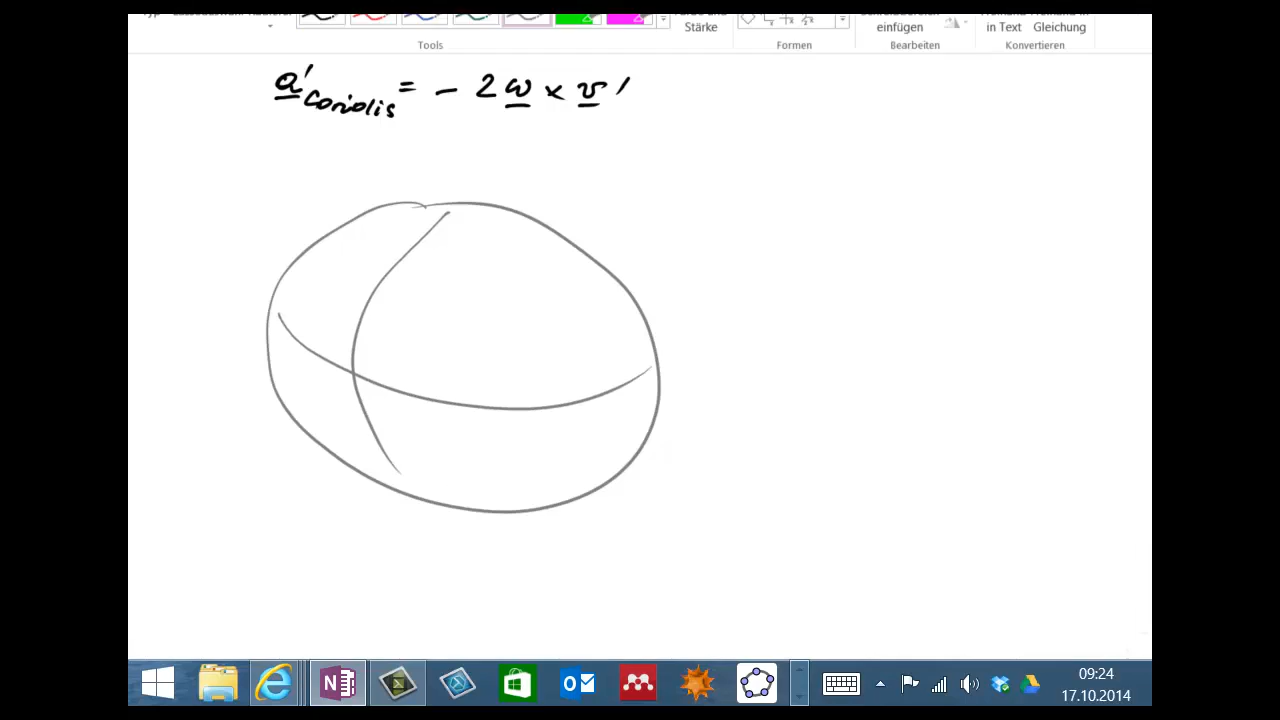 Stärke
einfügen
in Text Gleichung
Tools
Formen
Bearbeiten
Konvertieren
a' coriolis = - 2 ω × v'
09:24
17.10.2014